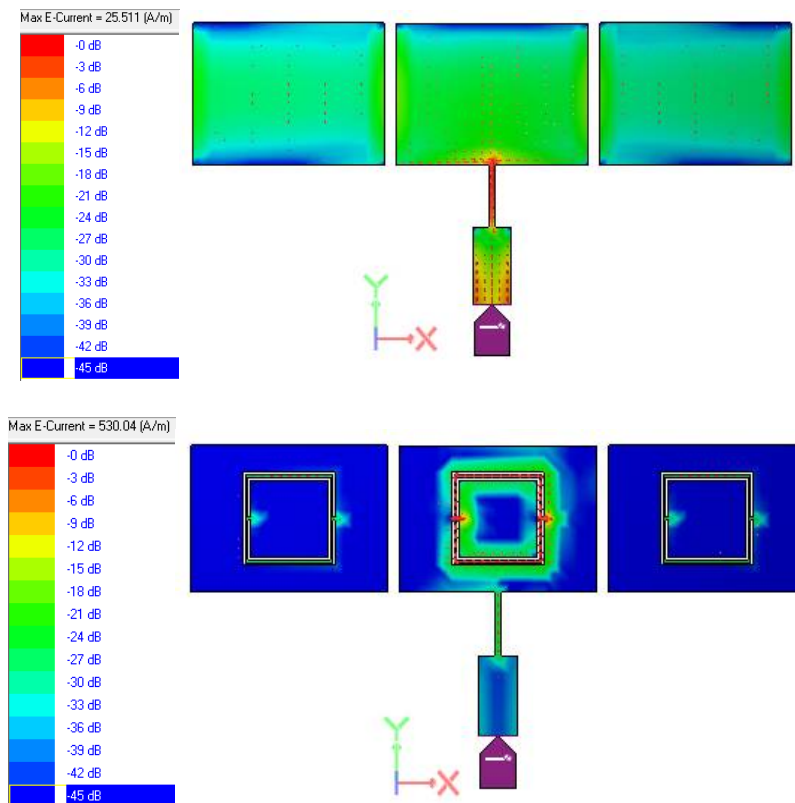 Max E-Current = 25.511 (A/m)
-0 dB
-3 dB
-6 dB
-9 dB
-12 dB
-15 dB
-18 dB
-21 dB
-24 dB
-27 dB
-30 dB
-33 dB
-36 dB
-39 dB
-42 dB
-45 dB
Y
X
Max E-Current = 530.04 (A/m)
-0 dB
-3 dB
-6 dB
-9 dB
-12 dB
-15 dB
-18 dB
-21 dB
-24 dB
-27 dB
-30 dB
-36 dB
-39 dB
-42 dB
-45 dB
Y
X